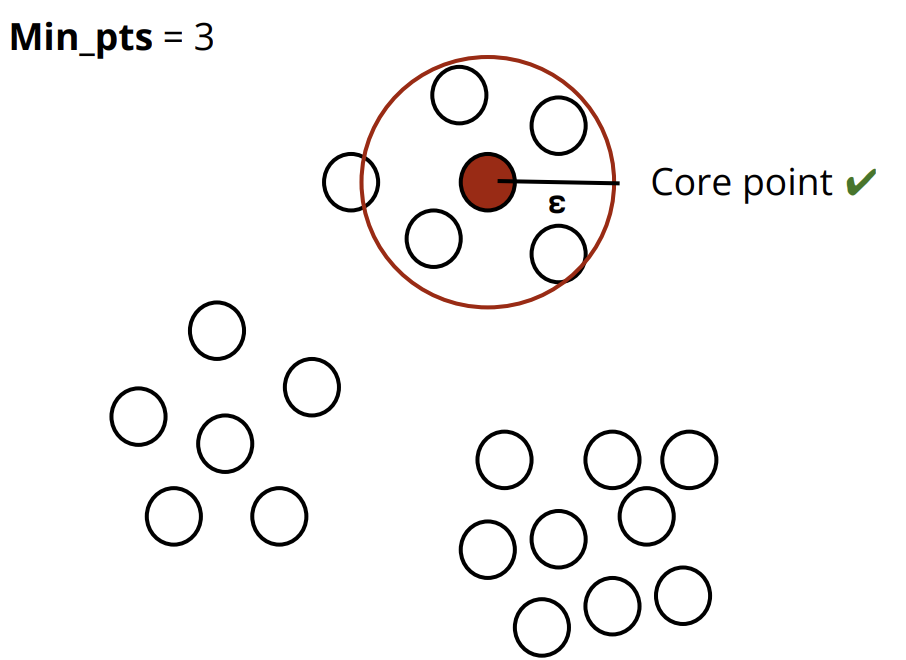 Min_pts = 3
Core point ✔
ε